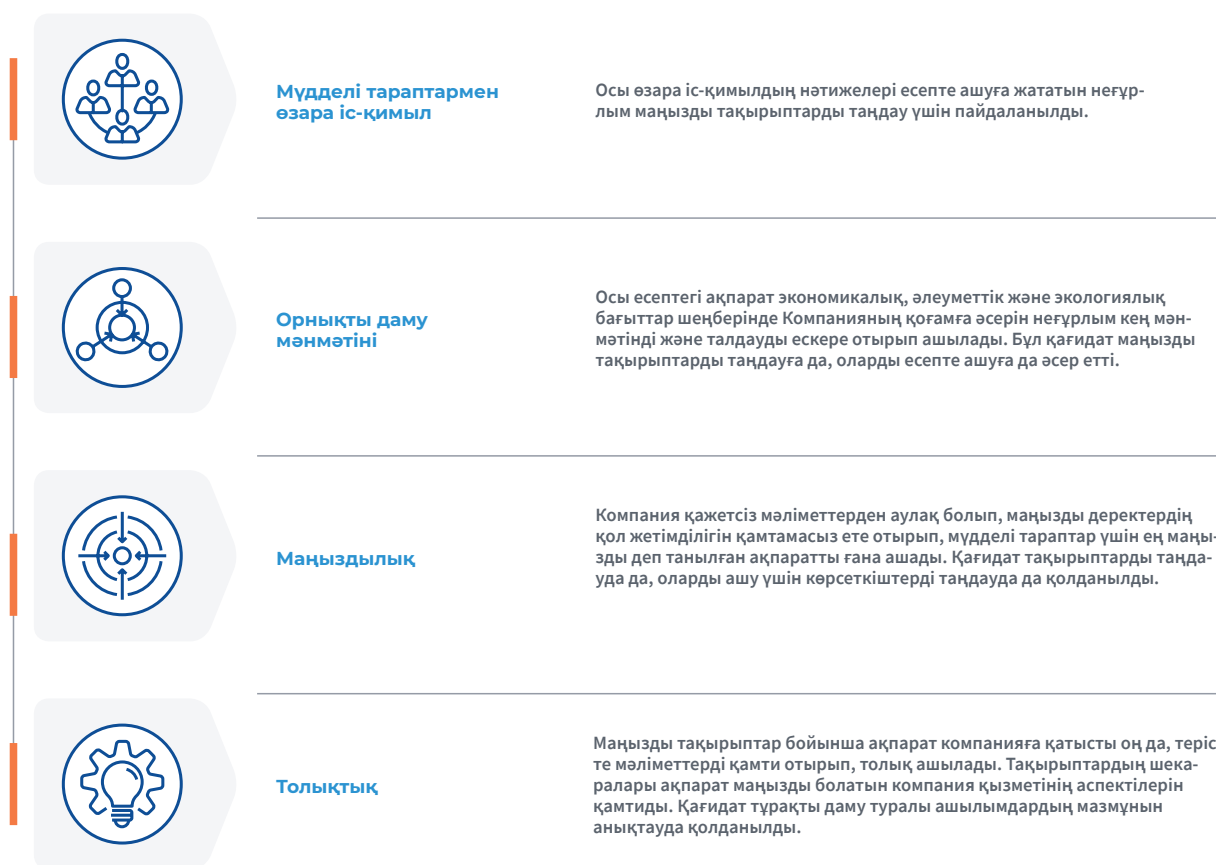 Мүдделі тараптармен
өзара іс-қимыл
Осы өзара іс-қимылдың нәтижелері есепте ашуға жататын неғұр-
лым маңызды тақырыптарды таңдау үшін пайдаланылды.
Орнықты даму
мәнмәтіні
Осы есептегі ақпарат экономикалық, әлеуметтік және экологиялық
бағыттар шеңберінде Компанияның қоғамға әсерін неғұрлым кең мән-
мәтінді және талдауды ескере отырып ашылады. Бұл қағидат маңызды
тақырыптарды таңдауға да, оларды есепте ашуға да әсер етті.
Маңыздылық
Компания қажетсіз мәліметтерден аулақ болып, маңызды деректердің
қол жетімділігін қамтамасыз ете отырып, мүдделі тараптар үшін ең маңы-
зды деп танылған ақпаратты ғана ашады. Қағидат тақырыптарды таңда-
уда да, оларды ашу үшін көрсеткіштерді таңдауда да қолданылды.
Толықтық
Маңызды тақырыптар бойынша ақпарат компанияға қатысты оң да, теріс
те мәліметтерді қамти отырып, толық ашылады. Тақырыптардың шека-
ралары ақпарат маңызды болатын компания қызметінің аспектілерін
қамтиды. Қағидат тұрақты даму туралы ашылымдардың мазмұнын
анықтауда қолданылды.